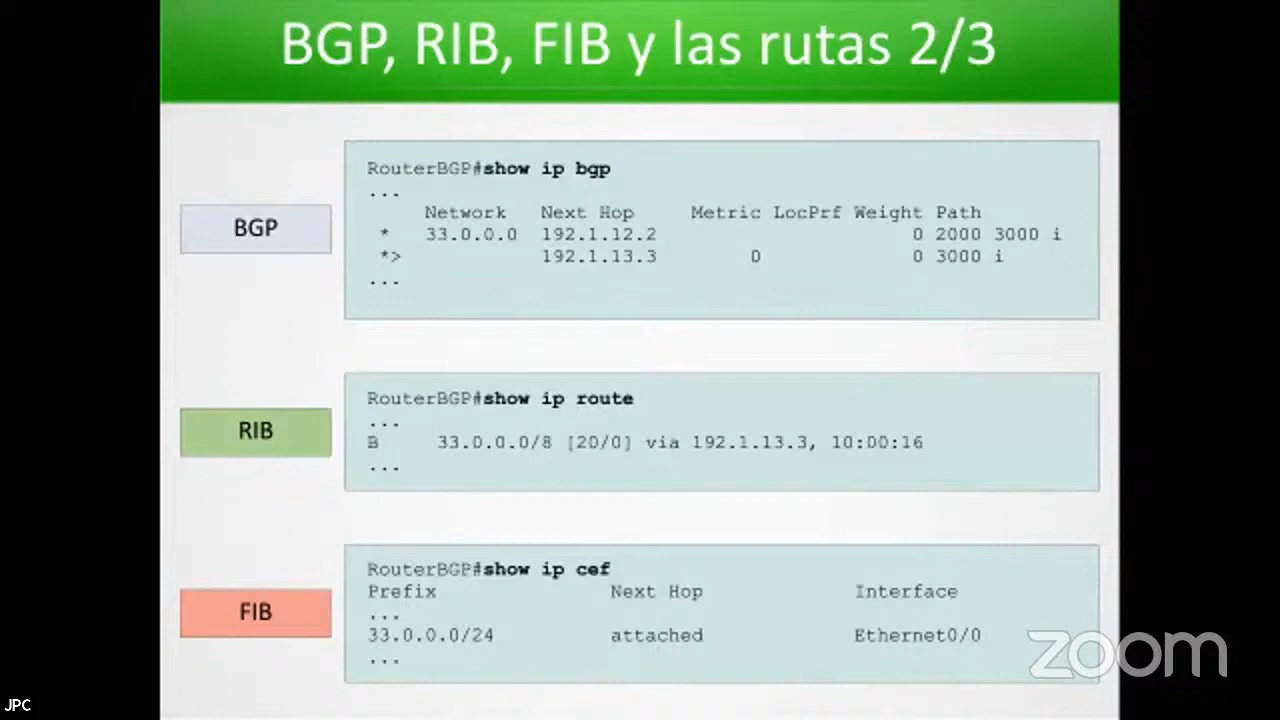 BGP, RIB, FIB y las rutas 2/3
BGP
RouterBGP#show ip bgp
...
Network Next Hop Metric LocPrf Weight Path
* 33.0.0.0 192.1.12.2 0 2000 3000 i
*> 192.1.13.3 0 0 3000 i
...
RIB
RouterBGP#show ip route
...
B 33.0.0.0/8 [20/0] via 192.1.13.3, 10:00:16
...
FIB
RouterBGP#show ip cef
Prefix Next Hop Interface
...
33.0.0.0/24 attached Ethernet0/0
...
zoom
JPC